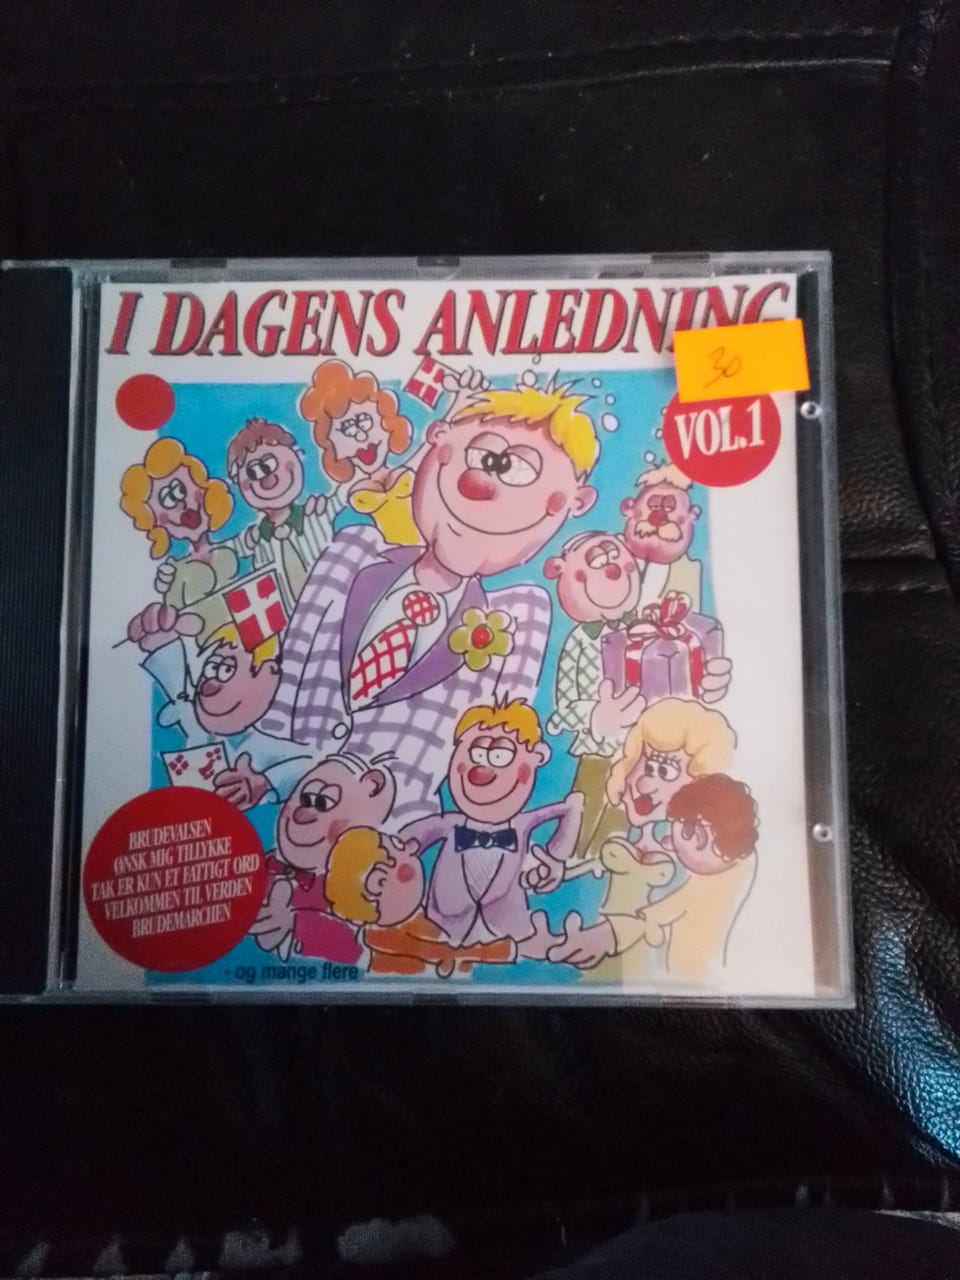 I DAGENS ANLEDNING
30
VOL.1
BRUDEVALSEN
ØNSK MIG TILLYKKE
TAK ER KUN ET FATTIGT ORD
VELKOMMEN TIL VERDEN
BRUDEMARCHEN
- og mange flere